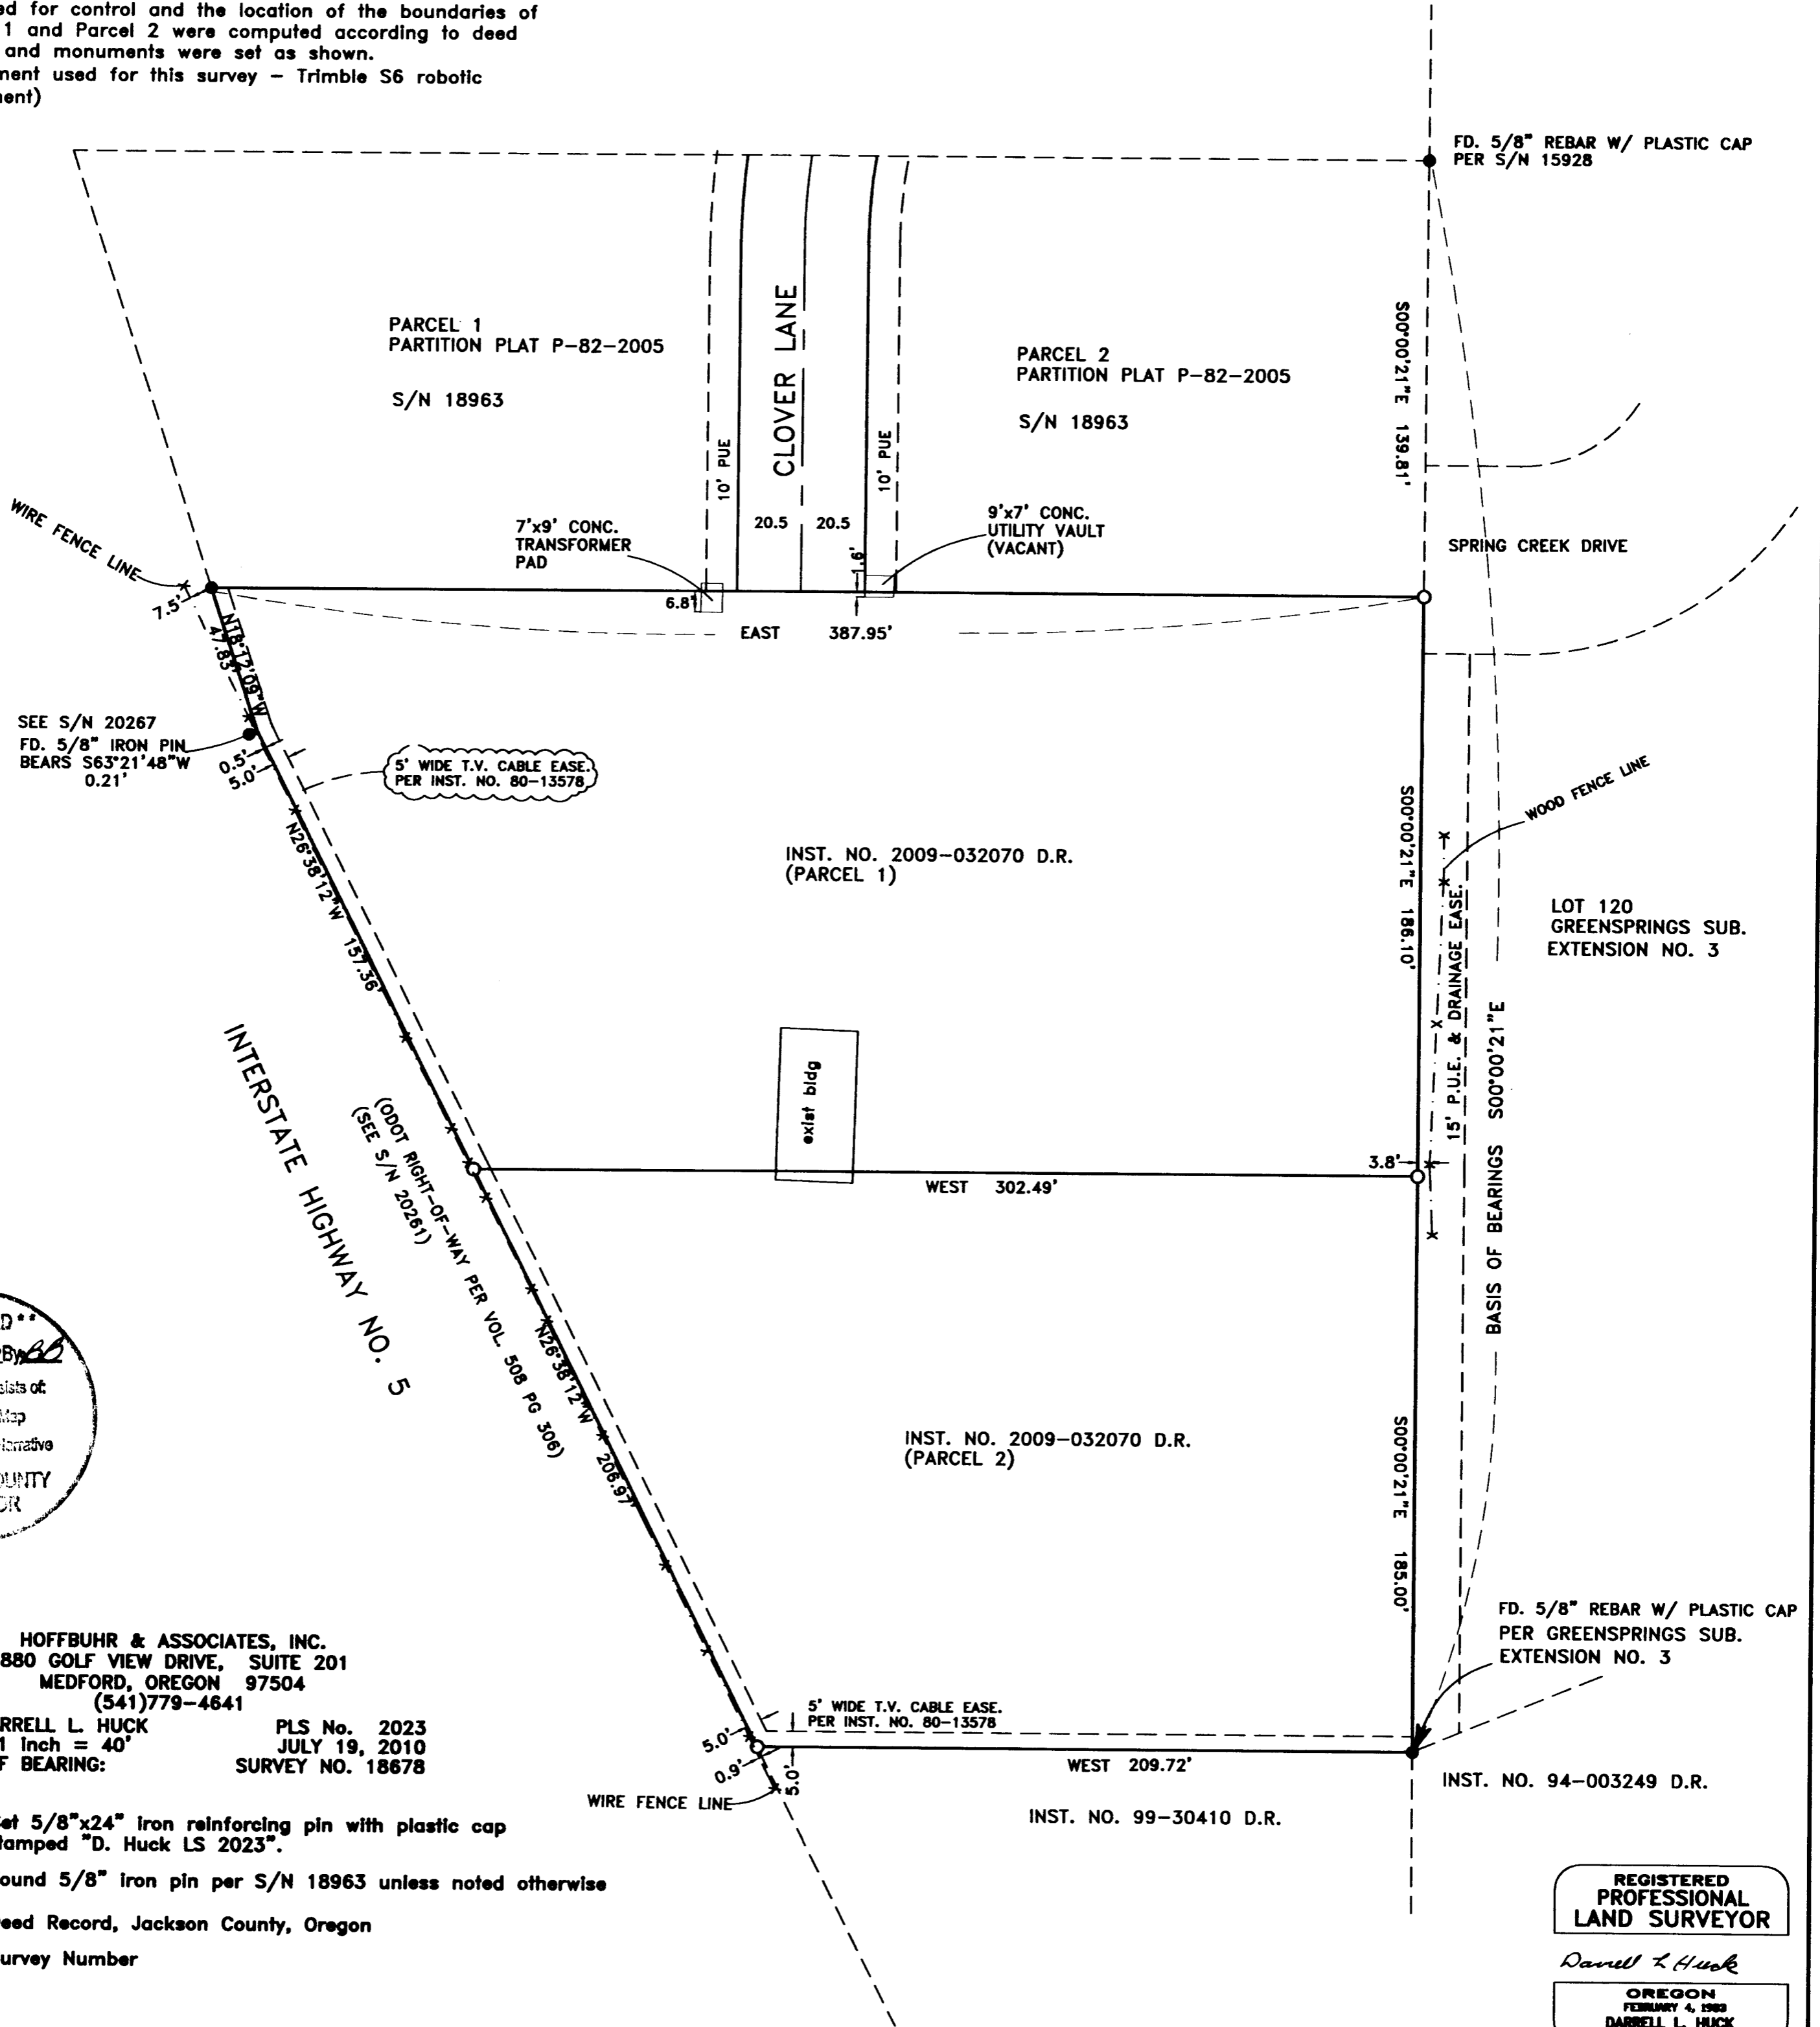 ed for control and the location of the boundaries of
1 and Parcel 2 were computed according to deed
and monuments were set as shown.
ment used for this survey – Trimble S6 robotic
ment)
FD. 5/8" REBAR W/ PLASTIC CAP
PER S/N 15928
PARCEL 1
PARTITION PLAT P-82-2005
S/N 18963
CLOVER LANE
PARCEL 2
PARTITION PLAT P-82-2005
S/N 18963
S00°00'21"E 139.81'
10' PUE
10' PUE
20.5
20.5
WIRE FENCE LINE
7'x9' CONC.
TRANSFORMER
PAD
9'x7' CONC.
UTILITY VAULT
(VACANT)
1.6'
SPRING CREEK DRIVE
7.5'
6.8'
EAST 387.95'
N18°12'09"W
47.83'
SEE S/N 20267
FD. 5/8" IRON PIN
BEARS S63°21'48"W
0.21'
0.5'
5.0'
5' WIDE T.V. CABLE EASE.
PER INST. NO. 80-13578
N26°38'12"W 157.36'
INST. NO. 2009-032070 D.R.
(PARCEL 1)
S00°00'21"E 186.10'
WOOD FENCE LINE
LOT 120
GREENSPRINGS SUB.
EXTENSION NO. 3
15' P.U.E. & DRAINAGE EASE.
BASIS OF BEARINGS S00°00'21"E
INTERSTATE HIGHWAY NO. 5
(ODOT RIGHT-OF-WAY PER VOL. 508 PG 306)
(SEE S/N 20261)
exist bldg
3.8'
WEST 302.49'
N26°38'12"W 206.97'
INST. NO. 2009-032070 D.R.
(PARCEL 2)
S00°00'21"E 185.00'
D**
By BB
sists of:
Map
Narrative
OUNTY
OR
FD. 5/8" REBAR W/ PLASTIC CAP
PER GREENSPRINGS SUB.
EXTENSION NO. 3
HOFFBUHR & ASSOCIATES, INC.
880 GOLF VIEW DRIVE, SUITE 201
MEDFORD, OREGON 97504
(541)779-4641
RRELL L. HUCK PLS No. 2023
1 inch = 40' JULY 19, 2010
F BEARING: SURVEY NO. 18678
5' WIDE T.V. CABLE EASE.
PER INST. NO. 80-13578
5.0'
0.9'
5.0'
WEST 209.72'
WIRE FENCE LINE
INST. NO. 94-003249 D.R.
INST. NO. 99-30410 D.R.
Set 5/8"x24" iron reinforcing pin with plastic cap
tamped "D. Huck LS 2023".
ound 5/8" iron pin per S/N 18963 unless noted otherwise
eed Record, Jackson County, Oregon
urvey Number
REGISTERED
PROFESSIONAL
LAND SURVEYOR
Darrell L Huck
OREGON
FEBRUARY 4, 1983
DARRELL L. HUCK